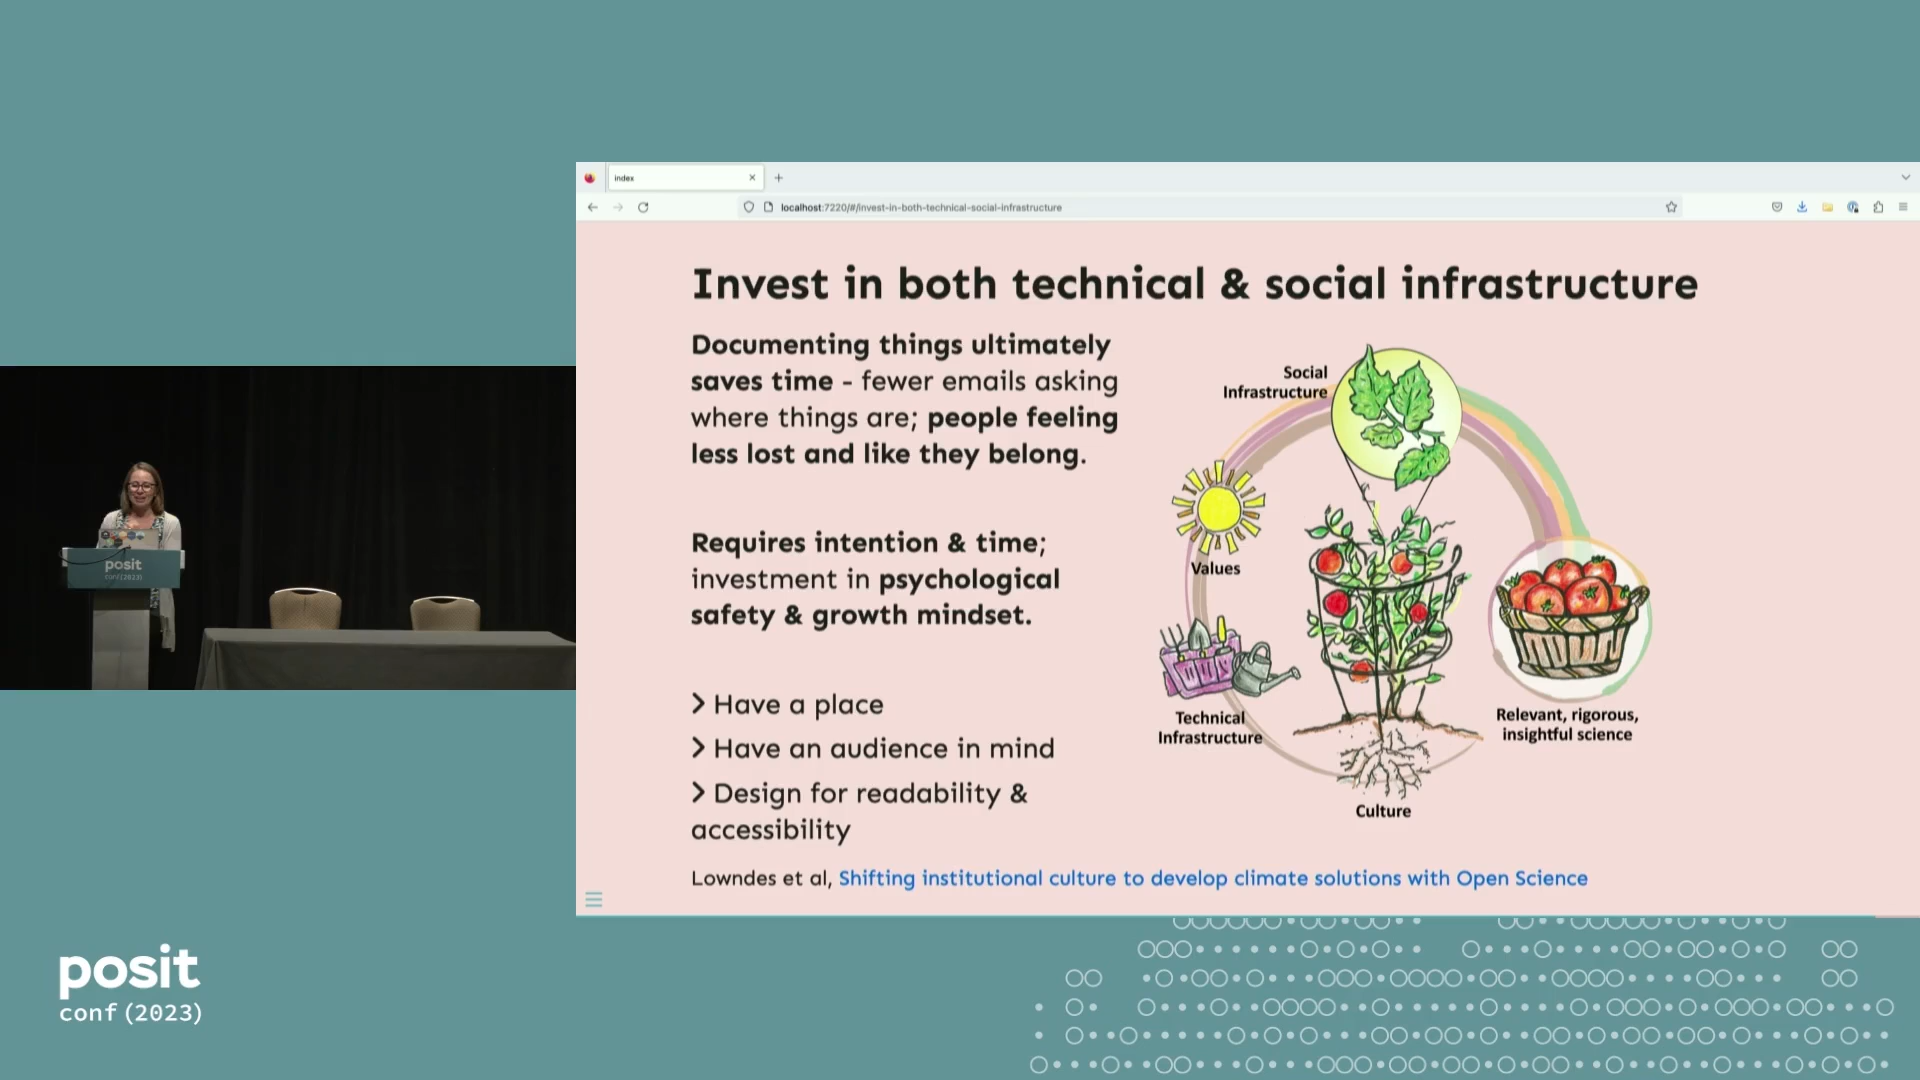 index
localhost:7220/#/invest-in-both-technical-social-infrastructure
Invest in both technical & social infrastructure
Documenting things ultimately
saves time - fewer emails asking
where things are; people feeling
less lost and like they belong.
Requires intention & time;
investment in psychological
safety & growth mindset.
Have a place
Have an audience in mind
Design for readability &
accessibility
Social
Infrastructure
Values
Technical
Infrastructure
Culture
Relevant, rigorous,
insightful science
Lowndes et al, Shifting institutional culture to develop climate solutions with Open Science
posit
conf(2023)
posit
conf(2023)